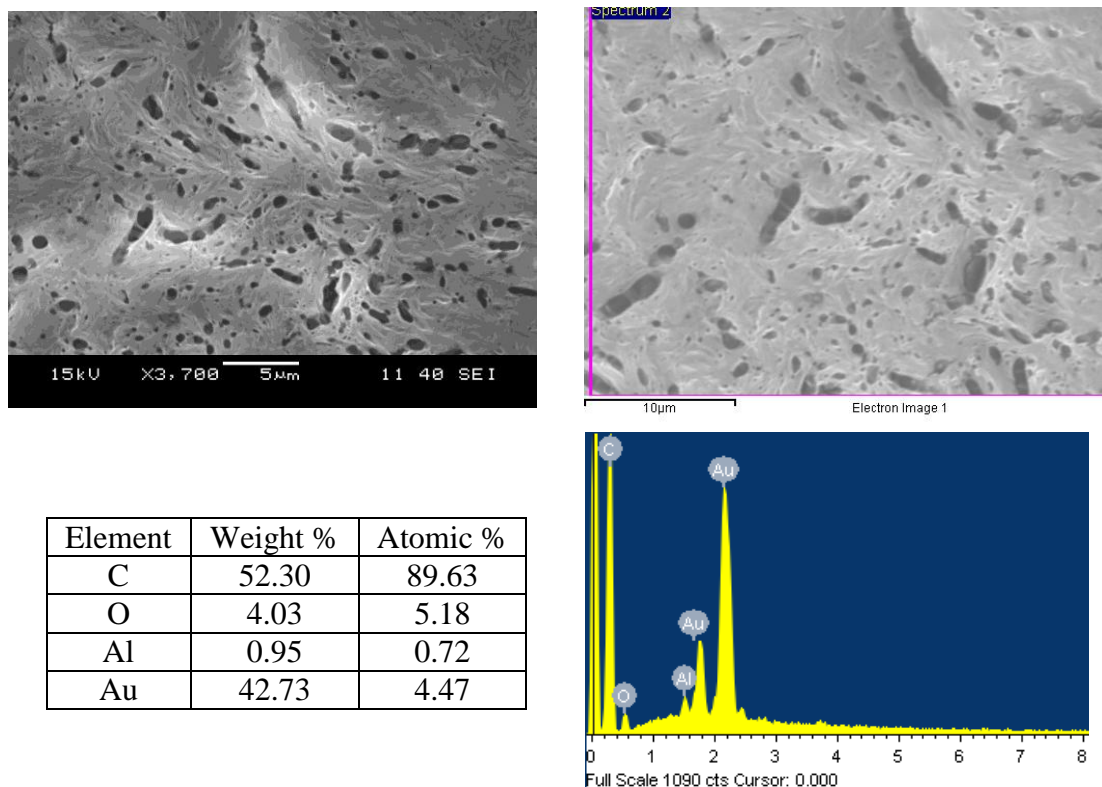 Spectrum 2
15kV X3,700 5µm 11 40 SEI
10µm Electron Image 1
Element Weight % Atomic %
C 52.30 89.63
O 4.03 5.18
Al 0.95 0.72
Au 42.73 4.47
C
Au
Au
Al
O
0 1 2 3 4 5 6 7 8
Full Scale 1090 cts Cursor: 0.000